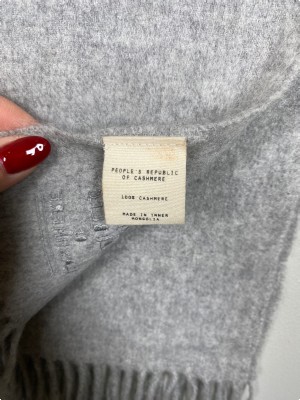 PEOPLE'S REPUBLIC
OF CASHMERE
100% CASHMERE
MADE IN INNER
MONGOLIA